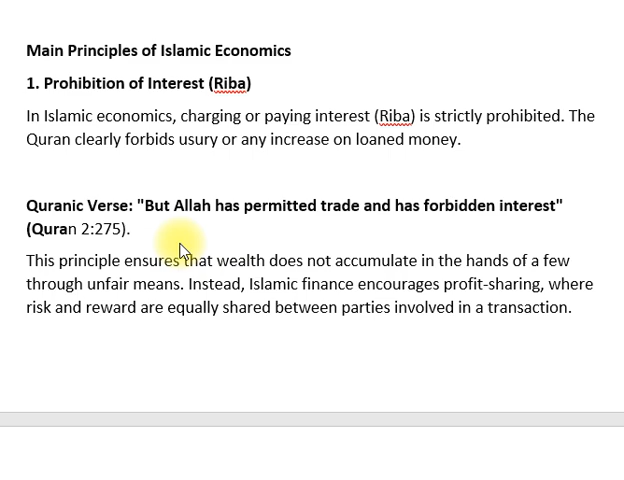 Main Principles of Islamic Economics
1. Prohibition of Interest (Riba)
In Islamic economics, charging or paying interest (Riba) is strictly prohibited. The
Quran clearly forbids usury or any increase on loaned money.
Quranic Verse: "But Allah has permitted trade and has forbidden interest"
(Quran 2:275).
This principle ensures that wealth does not accumulate in the hands of a few
through unfair means. Instead, Islamic finance encourages profit-sharing, where
risk and reward are equally shared between parties involved in a transaction.